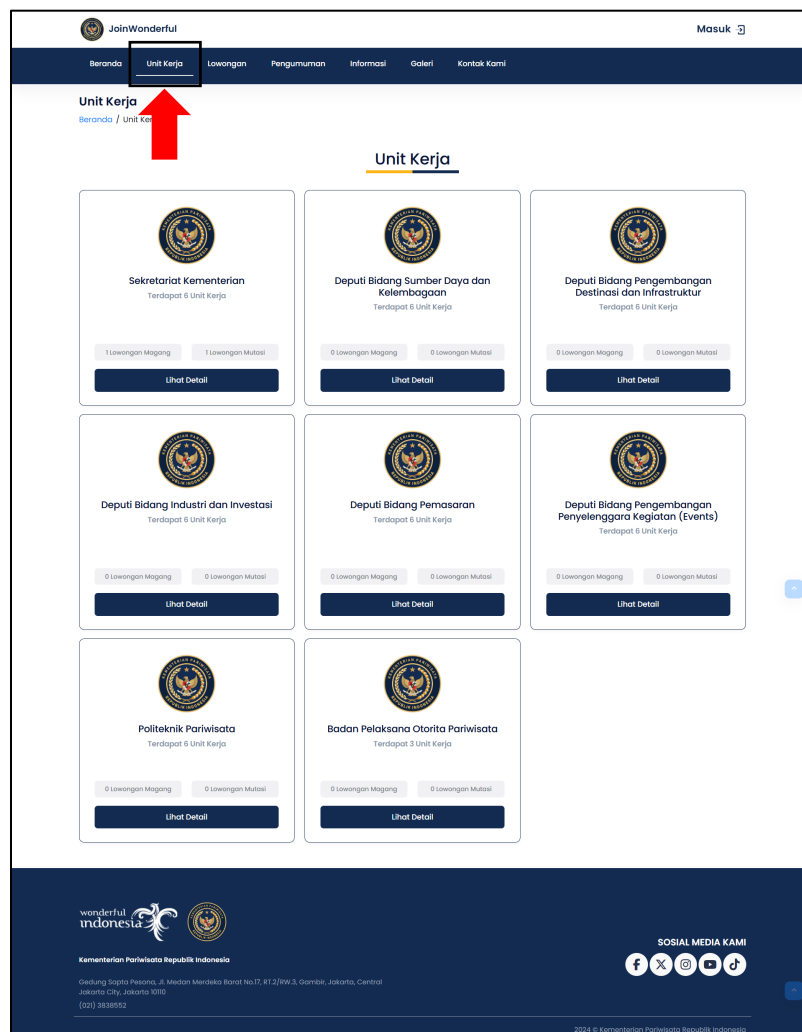 JoinWonderful
Masuk
Beranda Unit Kerja Lowongan Pengumuman Informasi Galeri Kontak Kami
Unit Kerja
Beranda / Unit
Unit Kerja
Sekretariat Kementerian
Terdapat 6 Unit Kerja
1 Lowongan Magang 1 Lowongan Mutasi
Lihat Detail
Deputi Bidang Sumber Daya dan
Kelembagaan
Terdapat 6 Unit Kerja
0 Lowongan Magang 0 Lowongan Mutasi
Lihat Detail
Deputi Bidang Pengembangan
Destinasi dan Infrastruktur
Terdapat 6 Unit Kerja
0 Lowongan Magang 0 Lowongan Mutasi
Lihat Detail
Deputi Bidang Industri dan Investasi
Terdapat 6 Unit Kerja
0 Lowongan Magang 0 Lowongan Mutasi
Lihat Detail
Deputi Bidang Pemasaran
Terdapat 6 Unit Kerja
0 Lowongan Magang 0 Lowongan Mutasi
Lihat Detail
Deputi Bidang Pengembangan
Penyelenggara Kegiatan (Events)
Terdapat 6 Unit Kerja
0 Lowongan Magang 0 Lowongan Mutasi
Lihat Detail
Politeknik Pariwisata
Terdapat 6 Unit Kerja
0 Lowongan Magang 0 Lowongan Mutasi
Lihat Detail
Badan Pelaksana Otorita Pariwisata
Terdapat 3 Unit Kerja
0 Lowongan Magang 0 Lowongan Mutasi
Lihat Detail
wonderful
indonesia
Kementerian Pariwisata Republik Indonesia
Gedung Sapta Pesona, Jl. Medan Merdeka Barat No.17, RT.2/RW.3, Gambir, Jakarta, Central
Jakarta City, Jakarta 10110
(021) 3838552
SOSIAL MEDIA KAMI
2024 © Kementerian Pariwisata Republik Indonesia